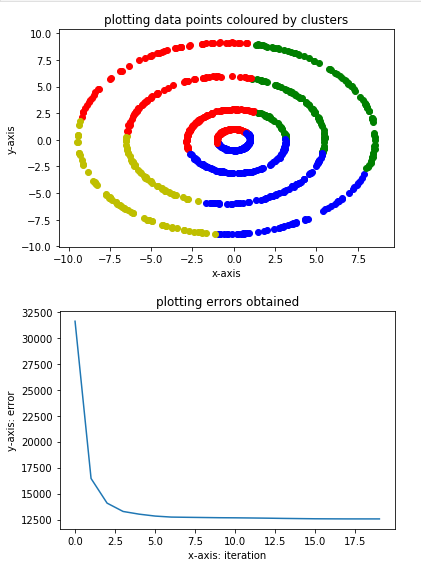 plotting data points coloured by clusters
10.0
7.5
5.0
2.5
0.0
−2.5
−5.0
−7.5
−10.0
y-axis
−10.0 −7.5 −5.0 −2.5 0.0 2.5 5.0 7.5
x-axis
plotting errors obtained
32500
30000
27500
25000
22500
20000
17500
15000
12500
y-axis: error
0.0 2.5 5.0 7.5 10.0 12.5 15.0 17.5
x-axis: iteration